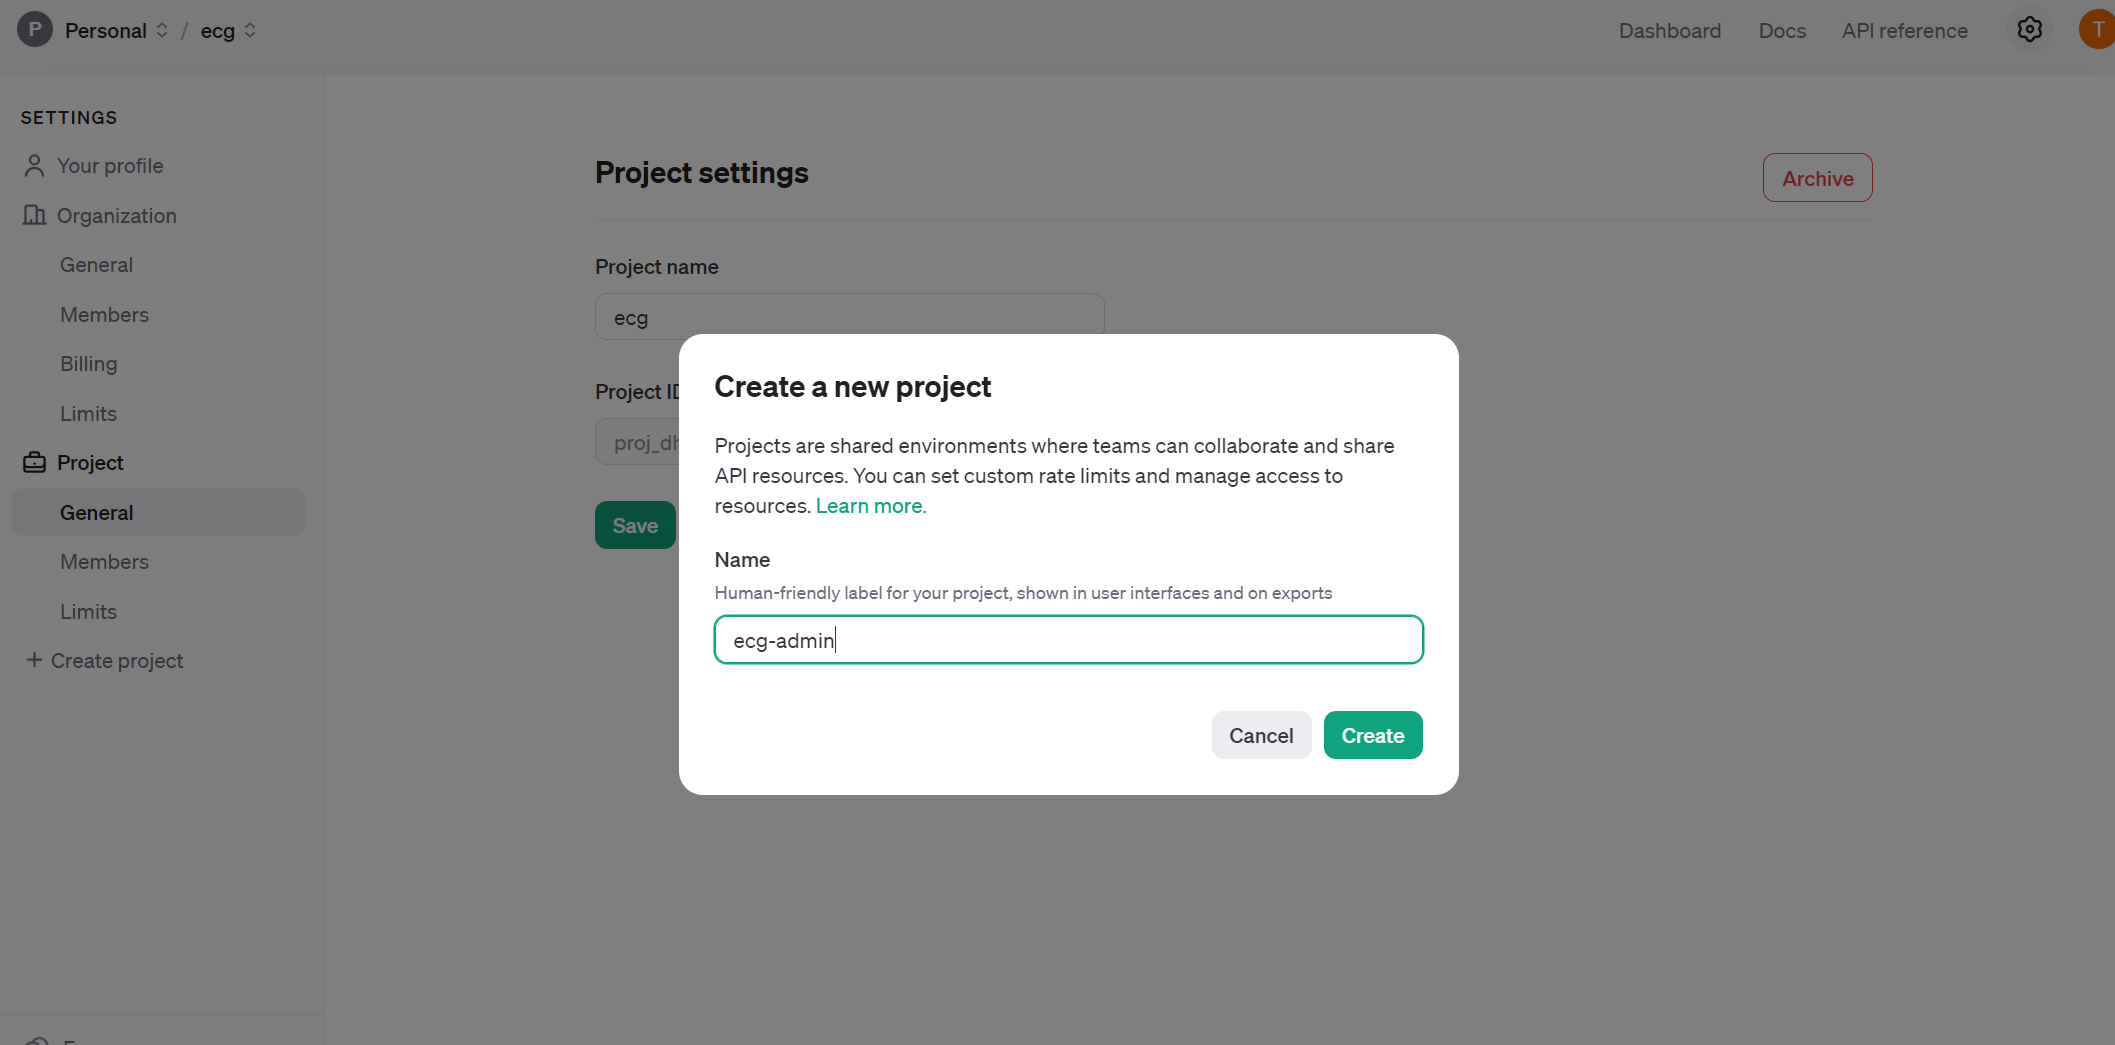 P Personal / ecg
Dashboard Docs API reference T
SETTINGS
Your profile
Organization
General
Members
Billing
Limits
Project
General
Members
Limits
+ Create project
Project settings
Archive
Project name
ecg
Project ID
proj_dh
Save
Create a new project
Projects are shared environments where teams can collaborate and share
API resources. You can set custom rate limits and manage access to
resources. Learn more.
Name
Human-friendly label for your project, shown in user interfaces and on exports
ecg-admin
Cancel Create